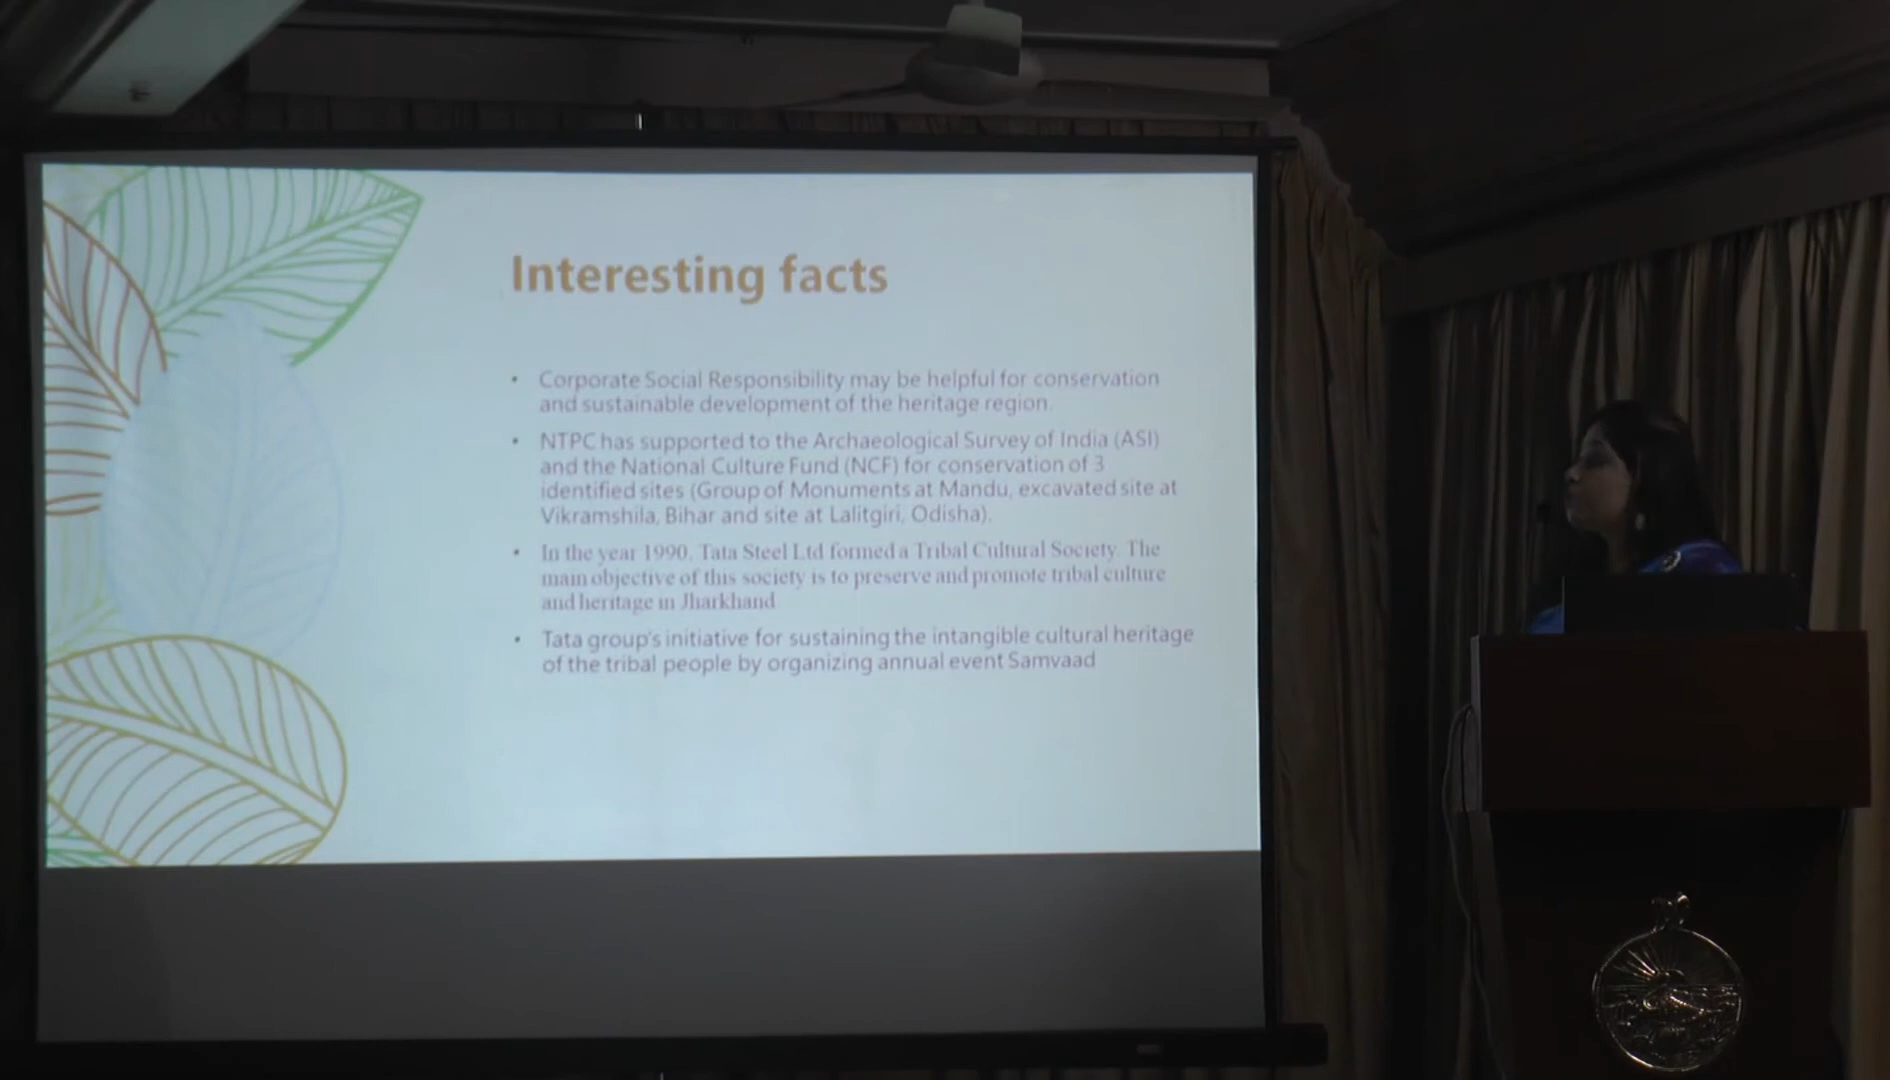 Interesting facts
• Corporate Social Responsibility may be helpful for conservation
and sustainable development of the heritage region.
• NTPC has supported to the Archaeological Survey of India (ASI)
and the National Culture Fund (NCF) for conservation of 3
identified sites (Group of Monuments at Mandu, excavated site at
Vikramshila, Bihar and site at Lalitgiri, Odisha).
• In the year 1990, Tata Steel Ltd formed a Tribal Cultural Society. The
main objective of this society is to preserve and promote tribal culture
and heritage in Jharkhand
• Tata group's initiative for sustaining the intangible cultural heritage
of the tribal people by organizing annual event Samvaad